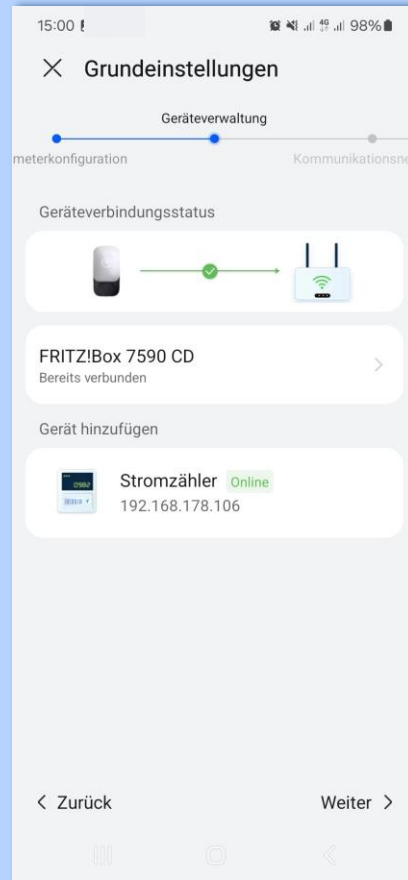 15:00
4G 98%
Grundeinstellungen
Geräteverwaltung
meterkonfiguration Kommunikationsne
Geräteverbindungsstatus
FRITZ!Box 7590 CD
Bereits verbunden
Gerät hinzufügen
Stromzähler Online
192.168.178.106
Zurück Weiter